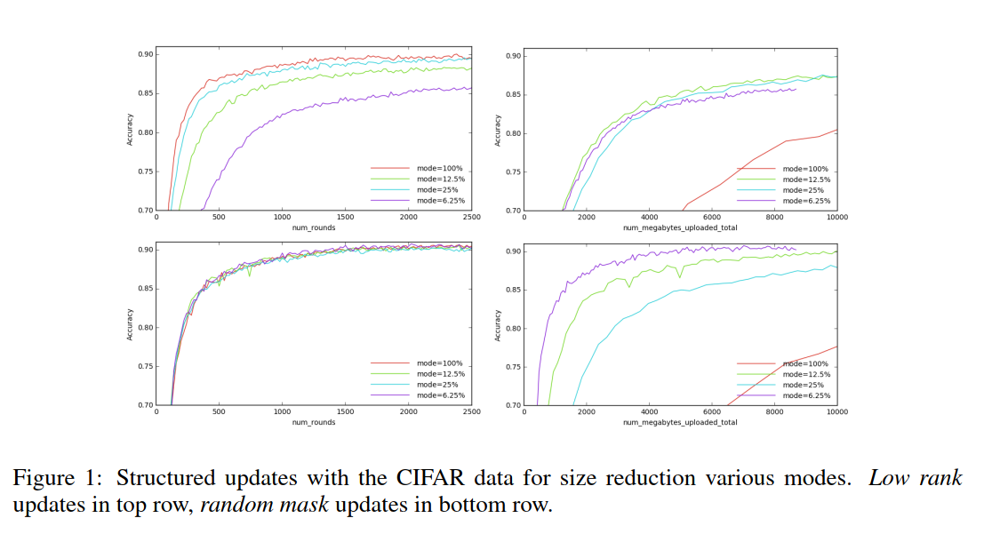 0.90
0.85
0.80
0.75
0.70
Accuracy
mode=100%
mode=12.5%
mode=25%
mode=6.25%
0 500 1000 1500 2000 2500
num_rounds
0.90
0.85
0.80
0.75
0.70
Accuracy
mode=100%
mode=12.5%
mode=25%
mode=6.25%
0 2000 4000 6000 8000 10000
num_megabytes_uploaded_total
0.90
0.85
0.80
0.75
0.70
Accuracy
mode=100%
mode=12.5%
mode=25%
mode=6.25%
0 500 1000 1500 2000 2500
num_rounds
0.90
0.85
0.80
0.75
0.70
Accuracy
mode=100%
mode=12.5%
mode=25%
mode=6.25%
0 2000 4000 6000 8000 10000
num_megabytes_uploaded_total
Figure 1: Structured updates with the CIFAR data for size reduction various modes. Low rank
updates in top row, random mask updates in bottom row.